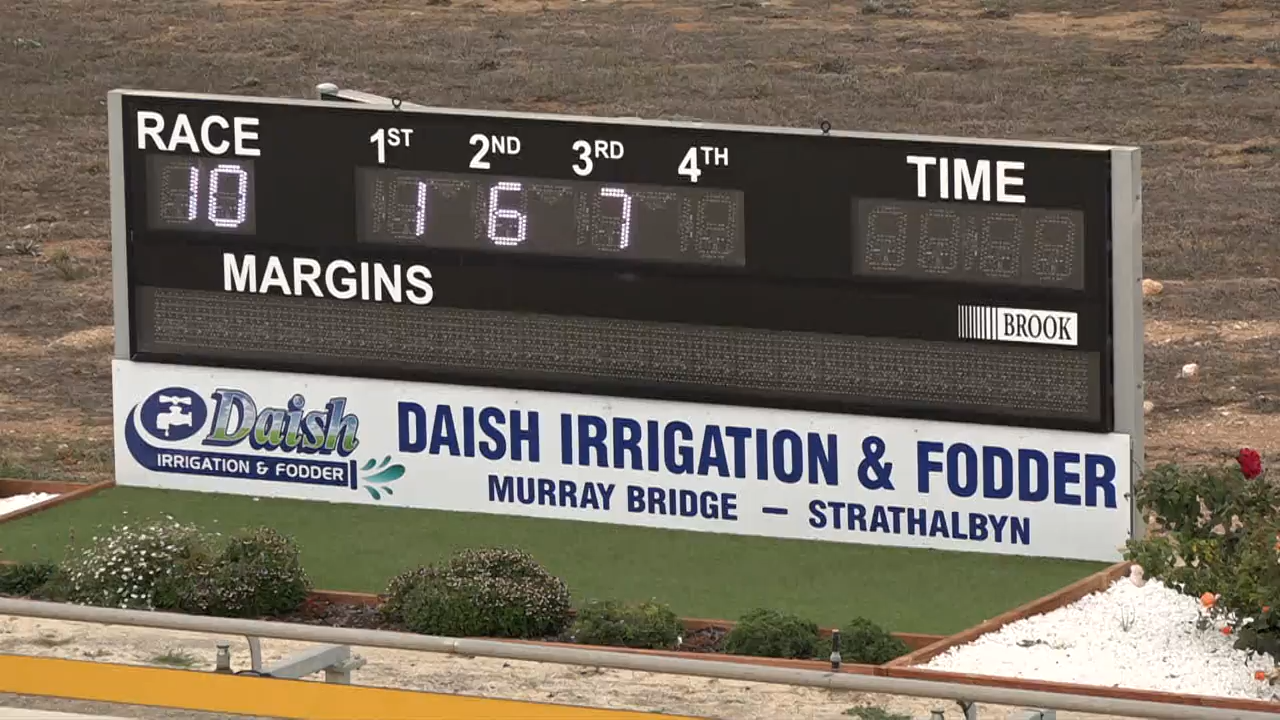 RACE 1ST 2ND 3RD 4TH TIME
10 1 6 7
MARGINS
BROOK
Daish
IRRIGATION & FODDER
DAISH IRRIGATION & FODDER
MURRAY BRIDGE – STRATHALBYN